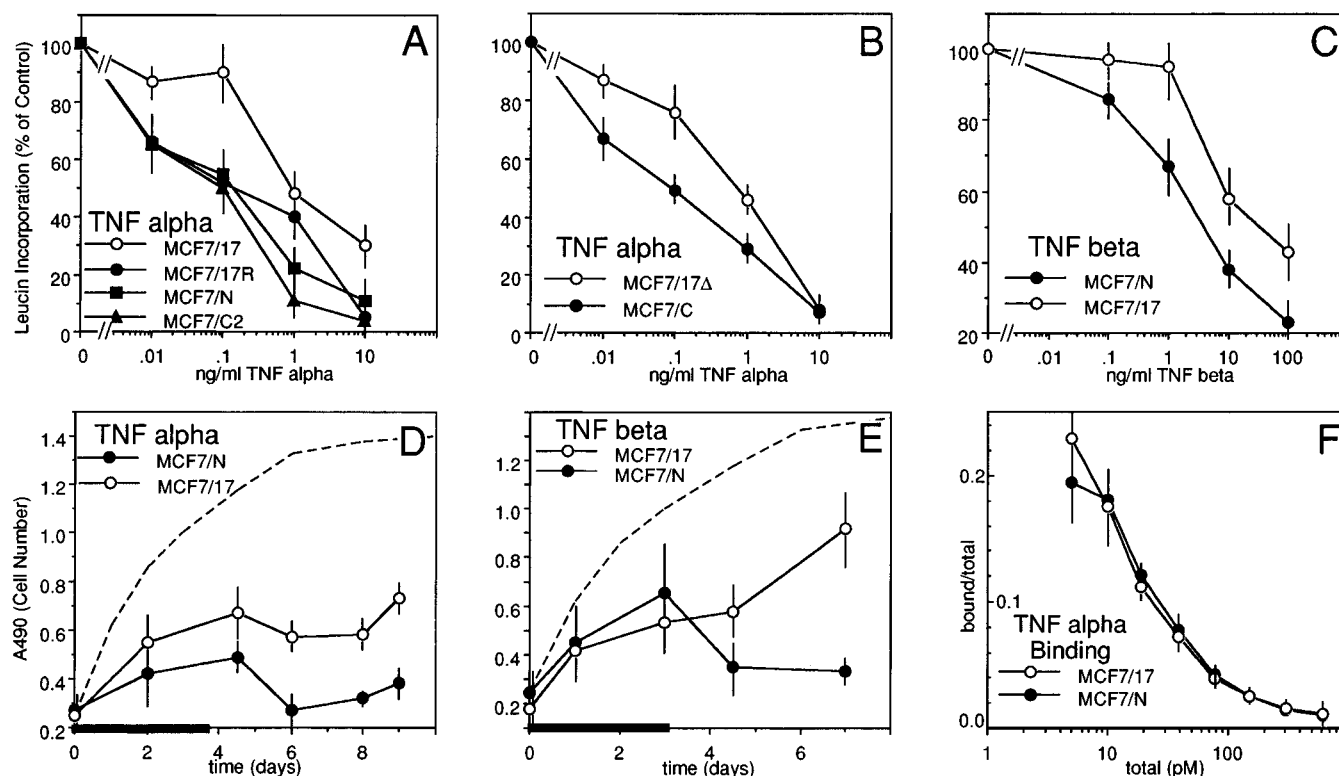 A
Leucin Incorporation (% of Control)
100
80
60
40
20
0
TNF alpha
MCF7/17
MCF7/17R
MCF7/N
MCF7/C2
0 .01 .1 1 10
ng/ml TNF alpha
B
100
80
60
40
20
0
TNF alpha
MCF7/17Δ
MCF7/C
0 .01 .1 1 10
ng/ml TNF alpha
C
100
80
60
40
20
TNF beta
MCF7/N
MCF7/17
0 .01 .1 1 10 100
ng/ml TNF beta
D
A490 (Cell Number)
1.4
1.2
1.0
0.8
0.6
0.4
0.2
TNF alpha
MCF7/N
MCF7/17
0 2 4 6 8
time (days)
E
1.2
1.0
0.8
0.6
0.4
0.2
TNF beta
MCF7/17
MCF7/N
0 2 4 6
time (days)
F
bound/total
0.2
0.1
0.0
TNF alpha
Binding
MCF7/17
MCF7/N
1 10 100
total (pM)